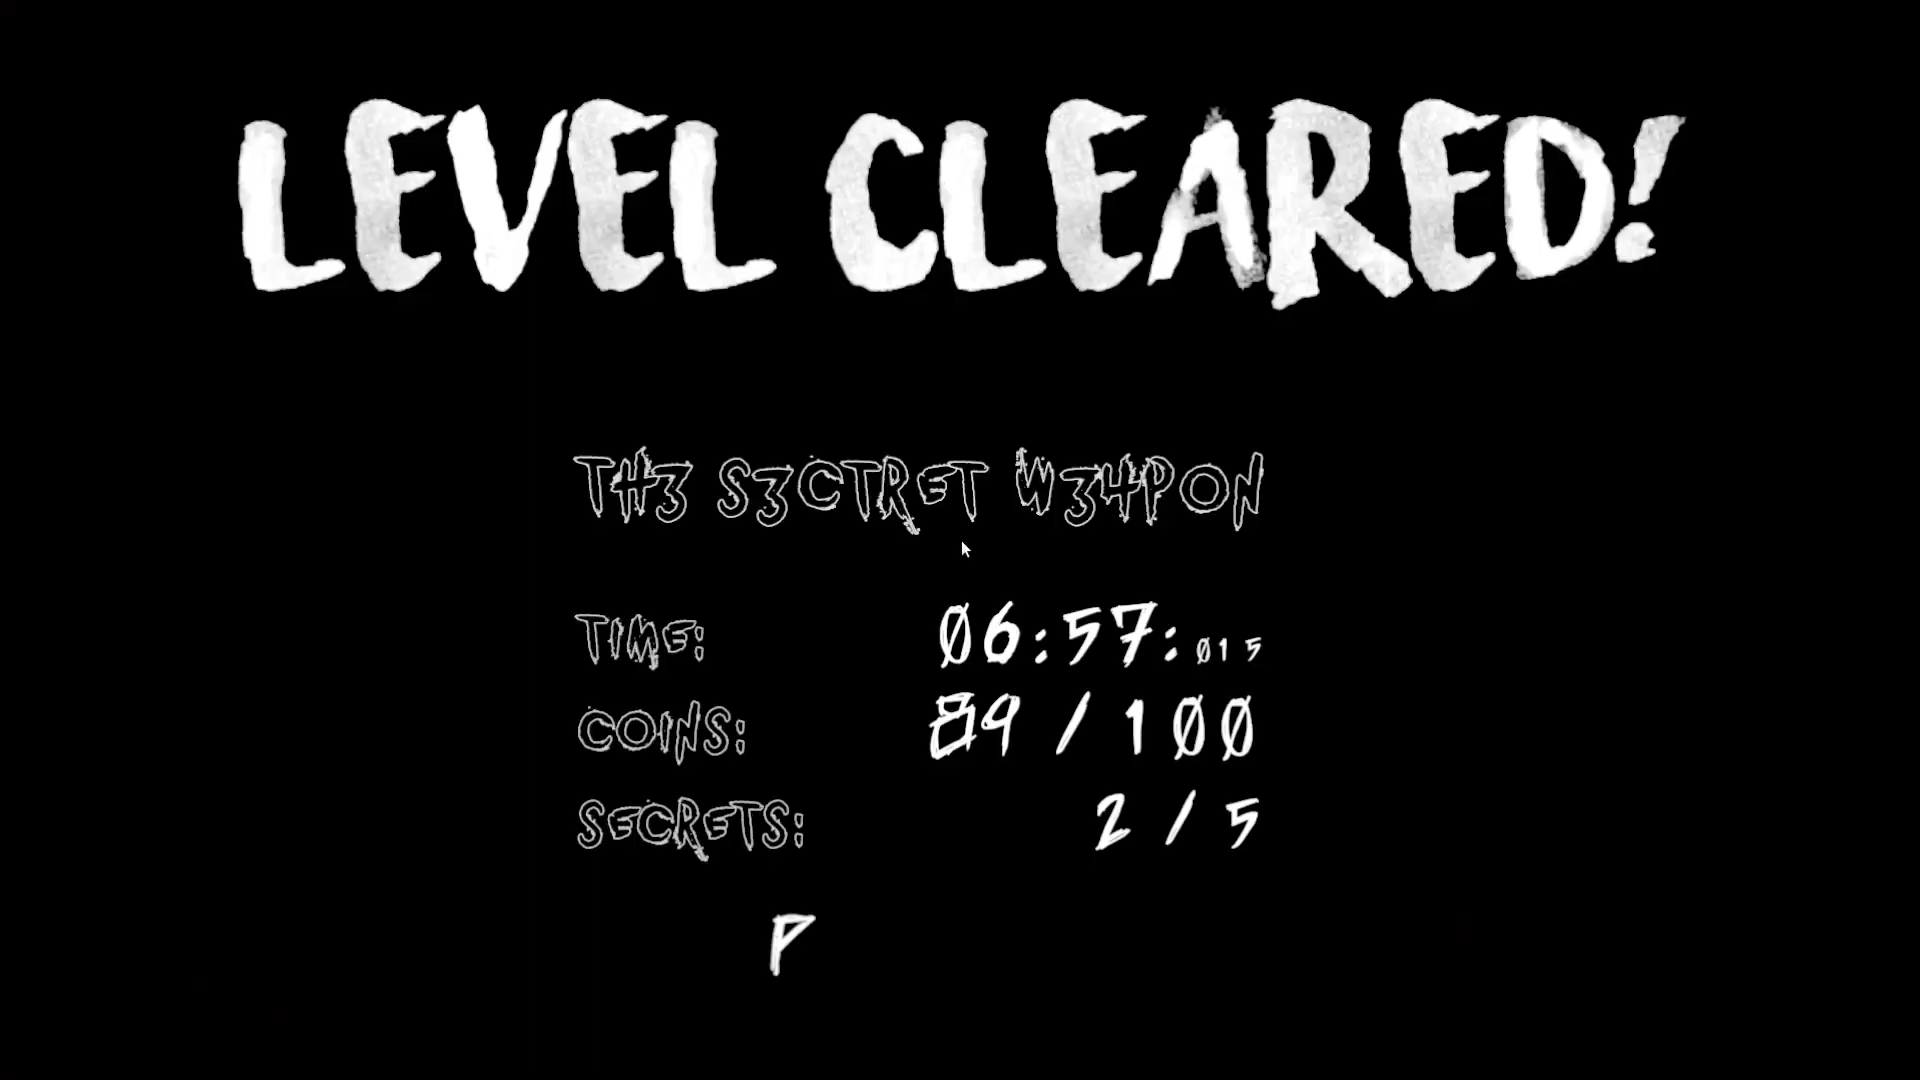 LEVEL CLEARED!
TH3 S3CTRET W34PON
TIME: 06:57:015
COINS: 89 / 100
SECRETS: 2 / 5
P